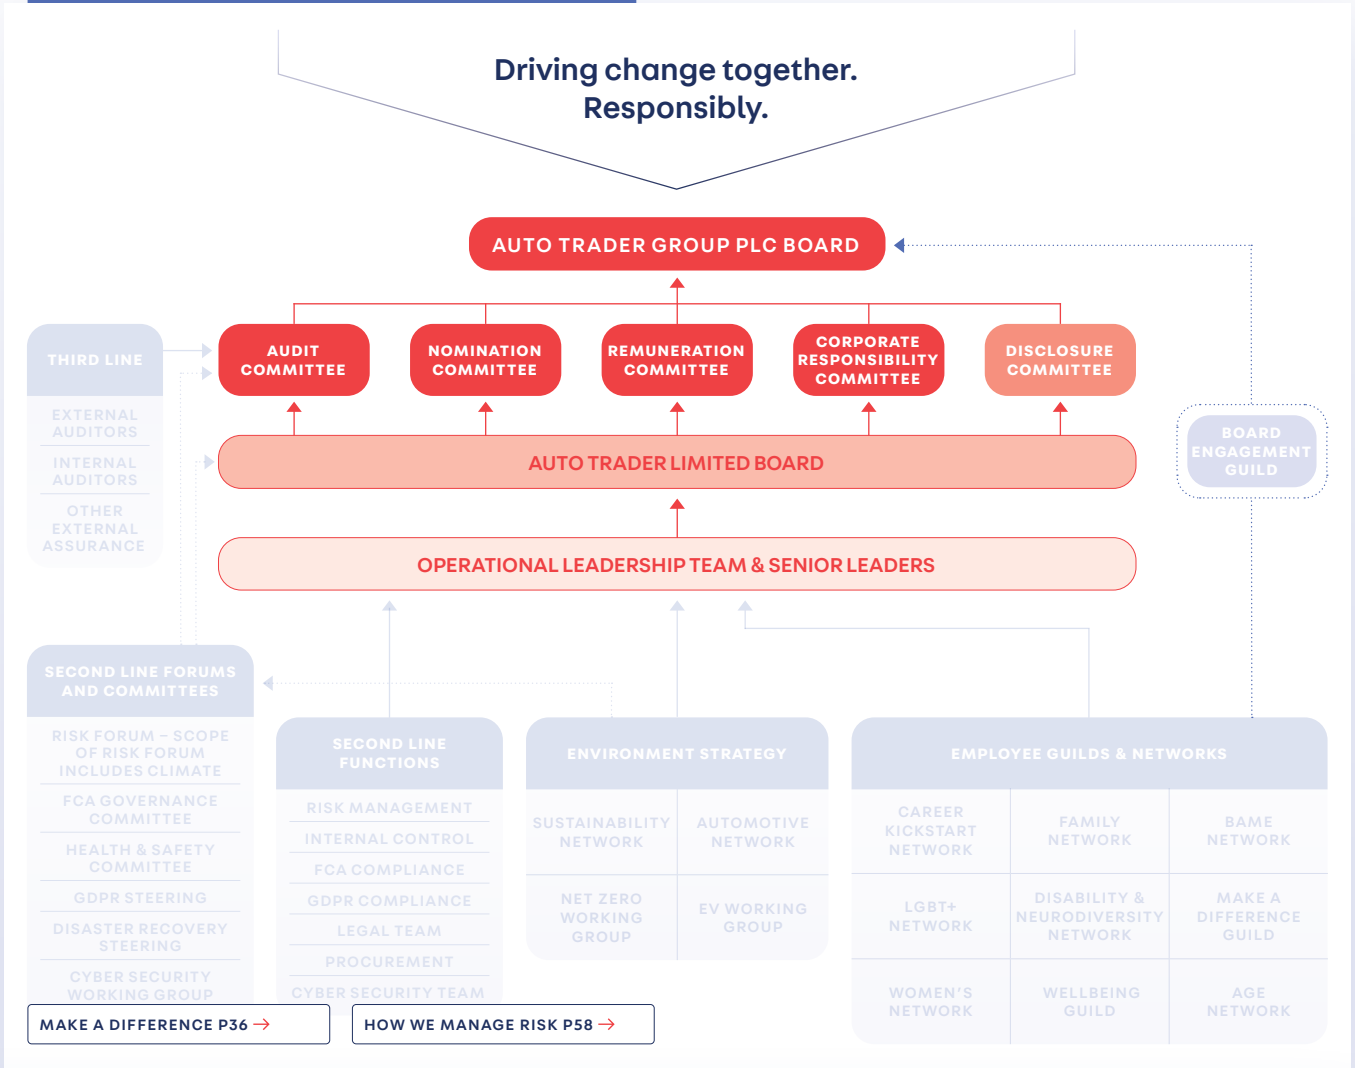 Driving change together.
Responsibly.
AUTO TRADER GROUP PLC BOARD
THIRD LINE
EXTERNAL
AUDITORS
INTERNAL
AUDITORS
OTHER
EXTERNAL
ASSURANCE
AUDIT
COMMITTEE
NOMINATION
COMMITTEE
REMUNERATION
COMMITTEE
CORPORATE
RESPONSIBILITY
COMMITTEE
DISCLOSURE
COMMITTEE
BOARD
ENGAGEMENT
GUILD
AUTO TRADER LIMITED BOARD
OPERATIONAL LEADERSHIP TEAM & SENIOR LEADERS
SECOND LINE FORUMS
AND COMMITTEES
RISK FORUM – SCOPE
OF RISK FORUM
INCLUDES CLIMATE
FCA GOVERNANCE
COMMITTEE
HEALTH & SAFETY
COMMITTEE
GDPR STEERING
DISASTER RECOVERY
STEERING
CYBER SECURITY
WORKING GROUP
SECOND LINE
FUNCTIONS
RISK MANAGEMENT
INTERNAL CONTROL
FCA COMPLIANCE
GDPR COMPLIANCE
LEGAL TEAM
PROCUREMENT
CYBER SECURITY TEAM
ENVIRONMENT STRATEGY
SUSTAINABILITY
NETWORK
AUTOMOTIVE
NETWORK
NET ZERO
WORKING
GROUP
EV WORKING
GROUP
EMPLOYEE GUILDS & NETWORKS
CAREER
KICKSTART
NETWORK
FAMILY
NETWORK
BAME
NETWORK
LGBT+
NETWORK
DISABILITY &
NEURODIVERSITY
NETWORK
MAKE A
DIFFERENCE
GUILD
WOMEN'S
NETWORK
WELLBEING
GUILD
AGE
NETWORK
MAKE A DIFFERENCE P36 →
HOW WE MANAGE RISK P58 →